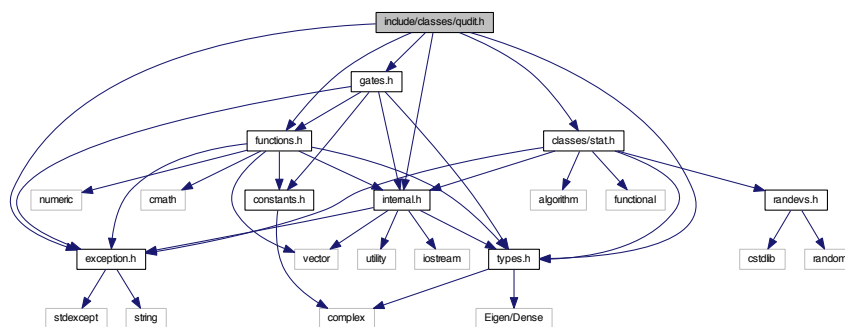 include/classes/qudit.h
gates.h
functions.h
classes/stat.h
numeric
cmath
constants.h
internal.h
algorithm
functional
randevs.h
exception.h
vector
utility
iostream
types.h
cstdlib
random
stdexcept
string
complex
Eigen/Dense